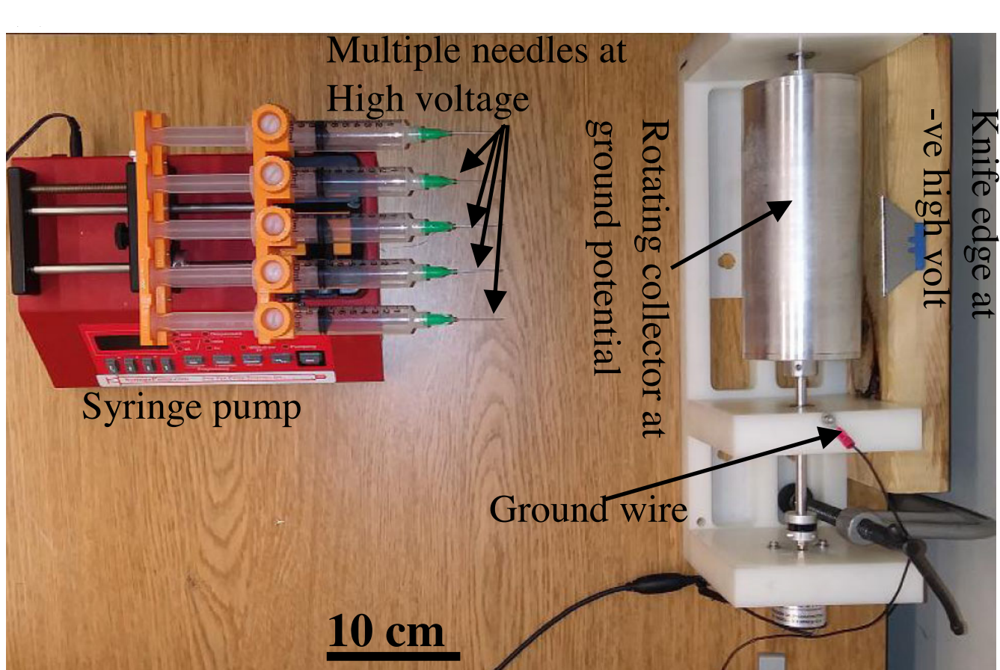 Multiple needles at
High voltage
Rotating collector at
ground potential
Knife edge at
-ve high volt
Syringe pump
Ground wire
10 cm